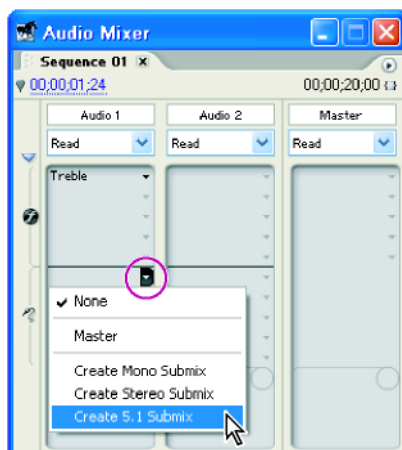 Audio Mixer
Sequence 01 x
00;00;01;24 00;00;20;00
Audio 1 Audio 2 Master
Read Read Read
Treble
None
Master
Create Mono Submix
Create Stereo Submix
Create 5.1 Submix